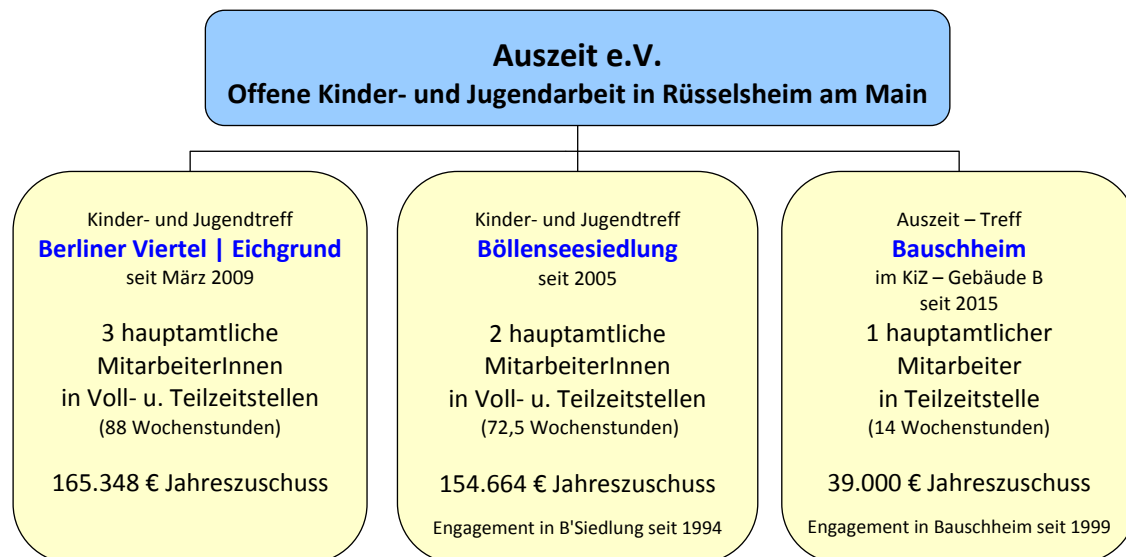 Auszeit e.V.
Offene Kinder- und Jugendarbeit in Rüsselsheim am Main
Kinder- und Jugendtreff
Berliner Viertel | Eichgrund
seit März 2009
3 hauptamtliche
MitarbeiterInnen
in Voll- u. Teilzeitstellen
(88 Wochenstunden)
165.348 € Jahreszuschuss
Kinder- und Jugendtreff
Böllenseesiedlung
seit 2005
2 hauptamtliche
MitarbeiterInnen
in Voll- u. Teilzeitstellen
(72,5 Wochenstunden)
154.664 € Jahreszuschuss
Engagement in B'Siedlung seit 1994
Auszeit – Treff
Bauschheim
im KiZ – Gebäude B
seit 2015
1 hauptamtlicher
Mitarbeiter
in Teilzeitstelle
(14 Wochenstunden)
39.000 € Jahreszuschuss
Engagement in Bauschheim seit 1999